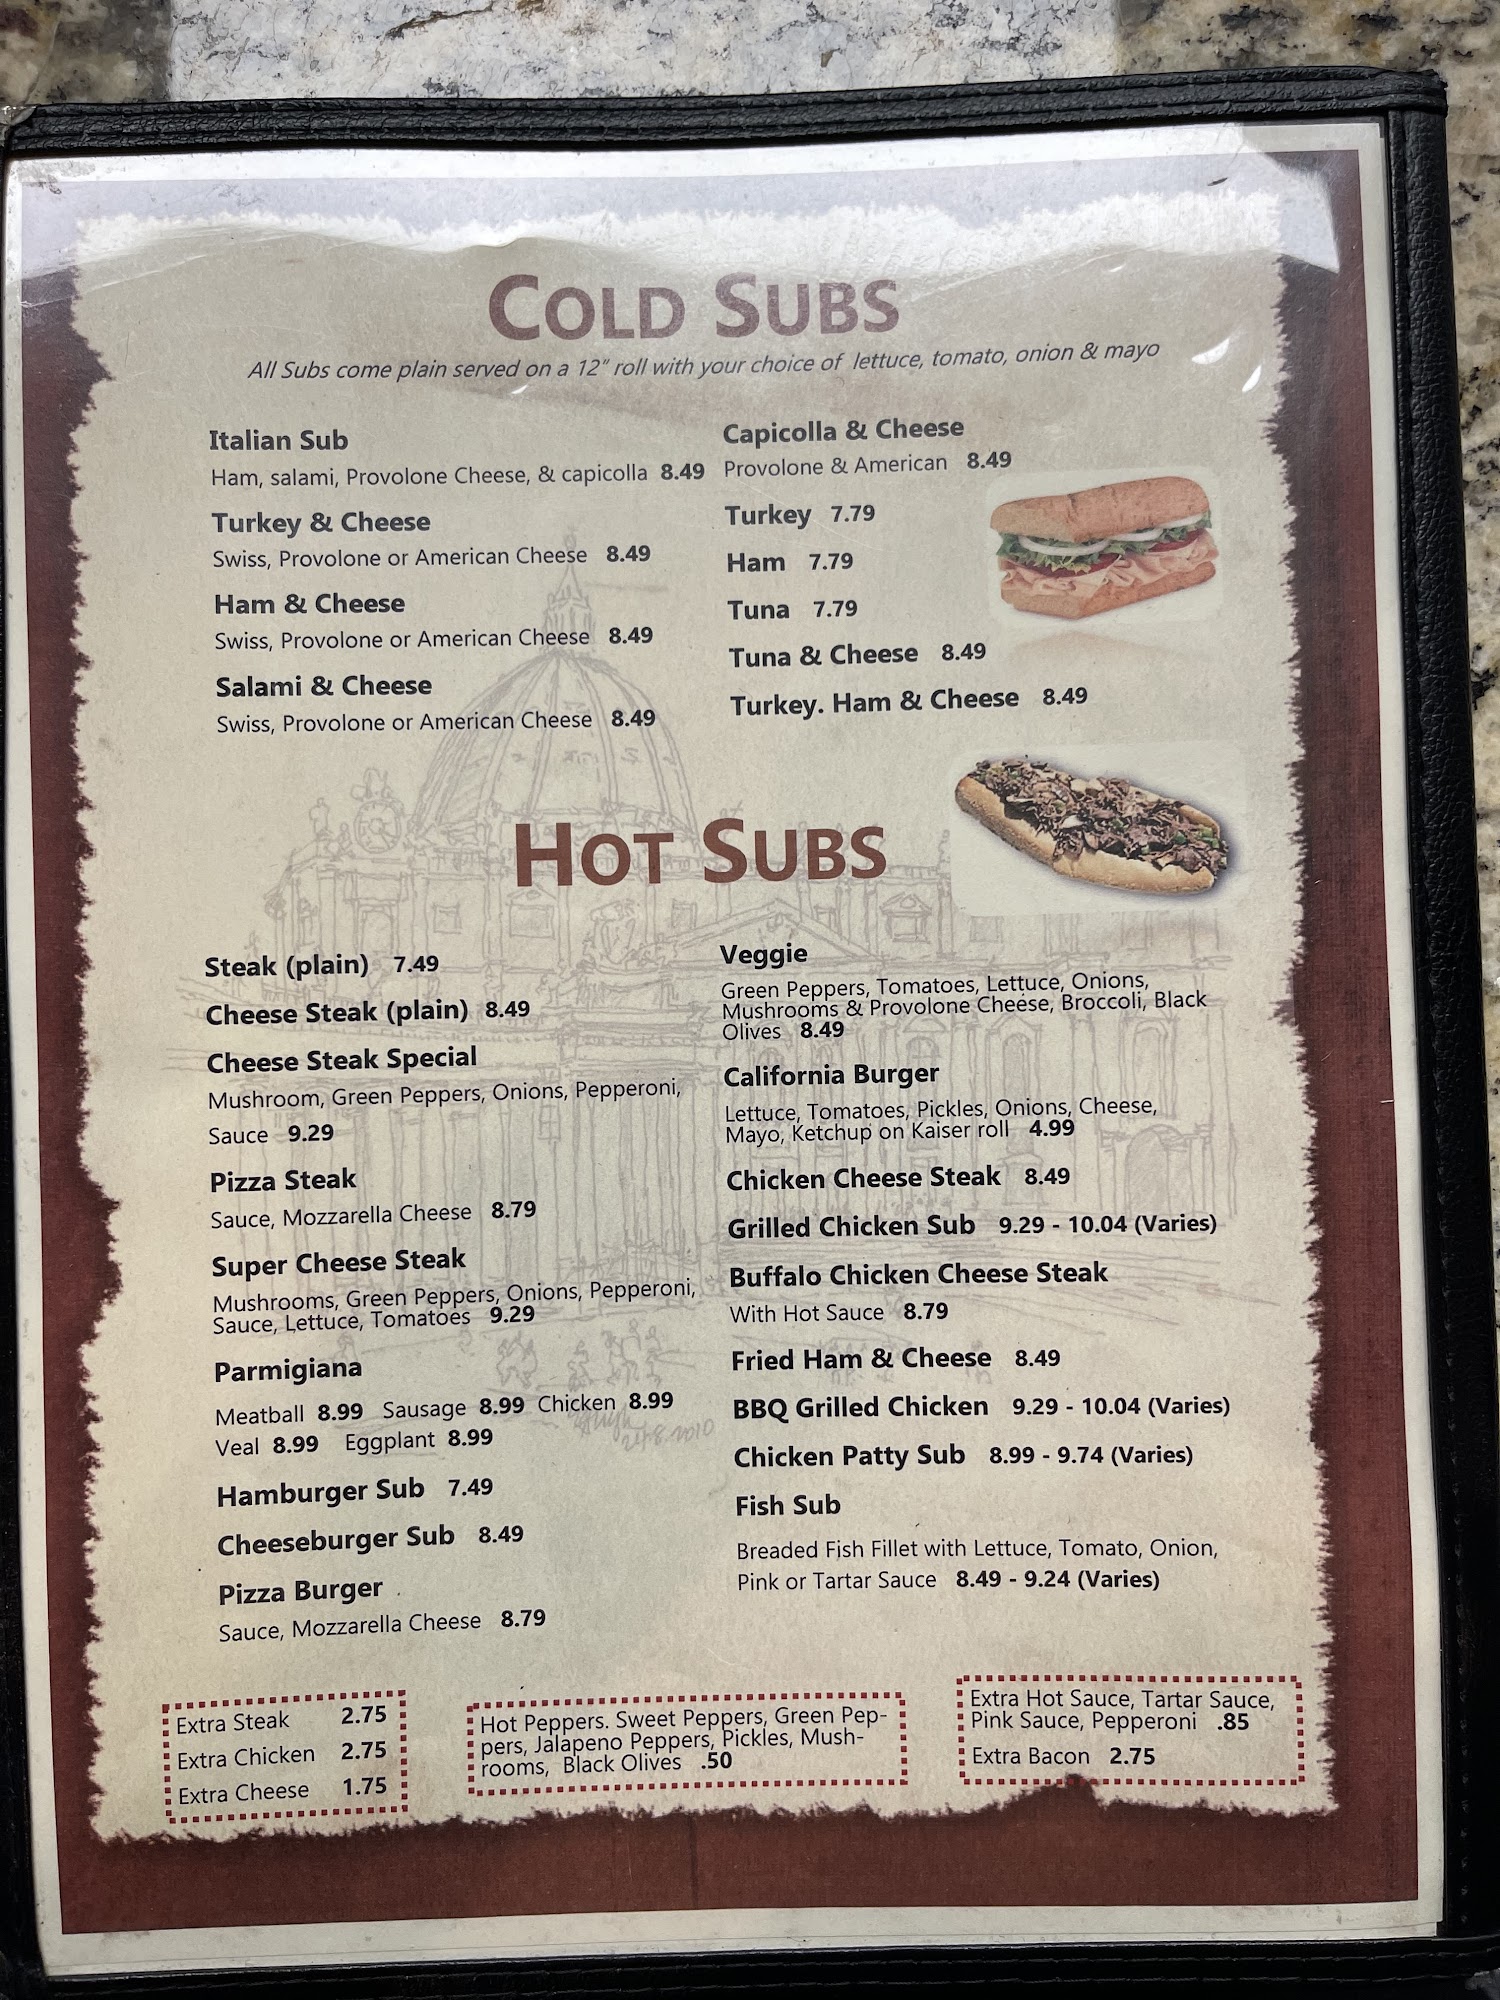 COLD SUBS
All Subs come plain served on a 12" roll with your choice of lettuce, tomato, onion & mayo
Italian Sub
Ham, salami, Provolone Cheese, & capicolla 8.49
Turkey & Cheese
Swiss, Provolone or American Cheese 8.49
Ham & Cheese
Swiss, Provolone or American Cheese 8.49
Salami & Cheese
Swiss, Provolone or American Cheese 8.49
Capicolla & Cheese
Provolone & American 8.49
Turkey 7.79
Ham 7.79
Tuna 7.79
Tuna & Cheese 8.49
Turkey. Ham & Cheese 8.49
HOT SUBS
Steak (plain) 7.49
Cheese Steak (plain) 8.49
Cheese Steak Special
Mushroom, Green Peppers, Onions, Pepperoni,
Sauce 9.29
Pizza Steak
Sauce, Mozzarella Cheese 8.79
Super Cheese Steak
Mushrooms, Green Peppers, Onions, Pepperoni,
Sauce, Lettuce, Tomatoes 9.29
Parmigiana
Meatball 8.99 Sausage 8.99 Chicken 8.99
Veal 8.99 Eggplant 8.99
Hamburger Sub 7.49
Cheeseburger Sub 8.49
Pizza Burger
Sauce, Mozzarella Cheese 8.79
Veggie
Green Peppers, Tomatoes, Lettuce, Onions,
Mushrooms & Provolone Cheese, Broccoli, Black
Olives 8.49
California Burger
Lettuce, Tomatoes, Pickles, Onions, Cheese,
Mayo, Ketchup on Kaiser roll 4.99
Chicken Cheese Steak 8.49
Grilled Chicken Sub 9.29 - 10.04 (Varies)
Buffalo Chicken Cheese Steak
With Hot Sauce 8.79
Fried Ham & Cheese 8.49
BBQ Grilled Chicken 9.29 - 10.04 (Varies)
Chicken Patty Sub 8.99 - 9.74 (Varies)
Fish Sub
Breaded Fish Fillet with Lettuce, Tomato, Onion,
Pink or Tartar Sauce 8.49 - 9.24 (Varies)
Extra Steak 2.75
Extra Chicken 2.75
Extra Cheese 1.75
Hot Peppers. Sweet Peppers, Green Pep-
pers, Jalapeno Peppers, Pickles, Mush-
rooms, Black Olives .50
Extra Hot Sauce, Tartar Sauce,
Pink Sauce, Pepperoni .85
Extra Bacon 2.75